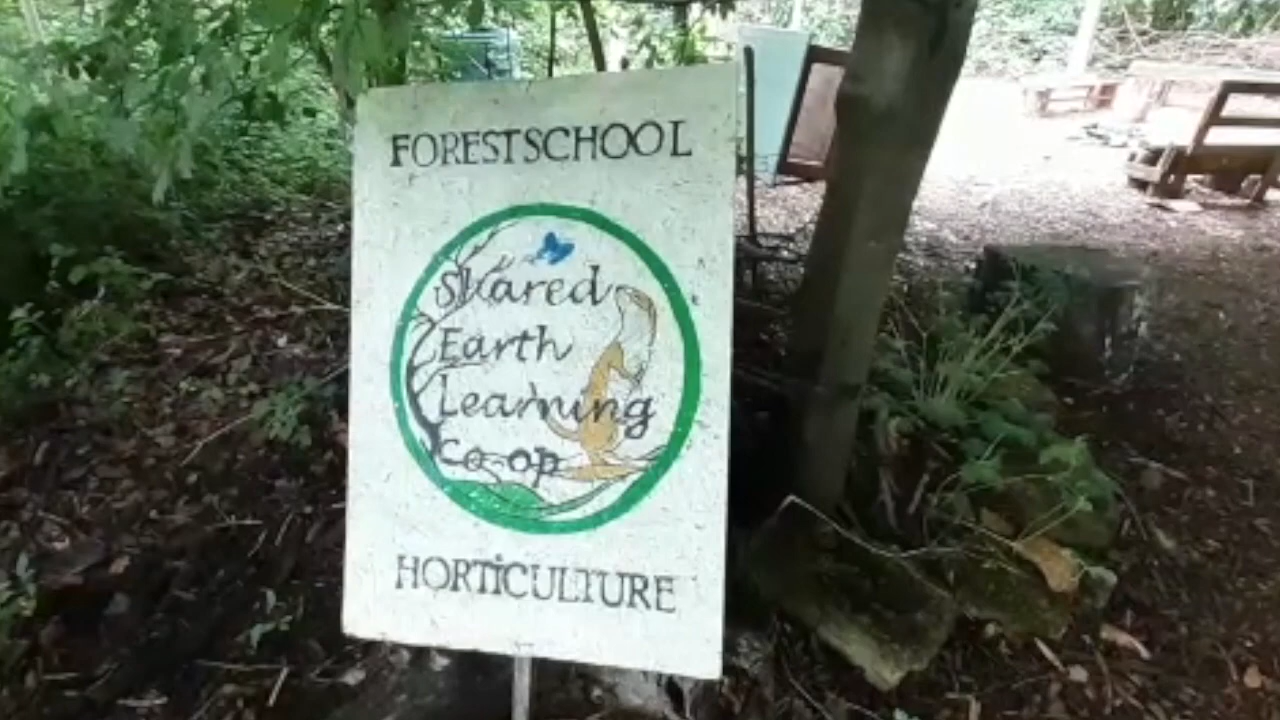 FOREST SCHOOL
Shared
Earth
Learning
Co-op
HORTICULTURE